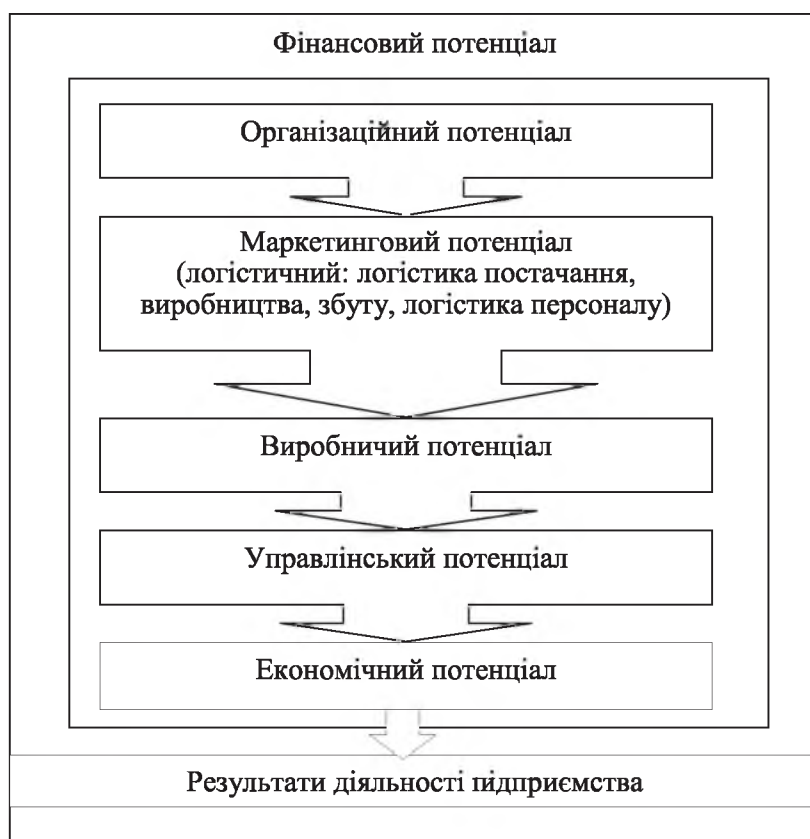 Фінансовий потенціал
Організаційний потенціал
Маркетинговий потенціал
(логістичний: логістика постачання,
виробництва, збуту, логістика персоналу)
Виробничий потенціал
Управлінський потенціал
Економічний потенціал
Результати діяльності підприємства